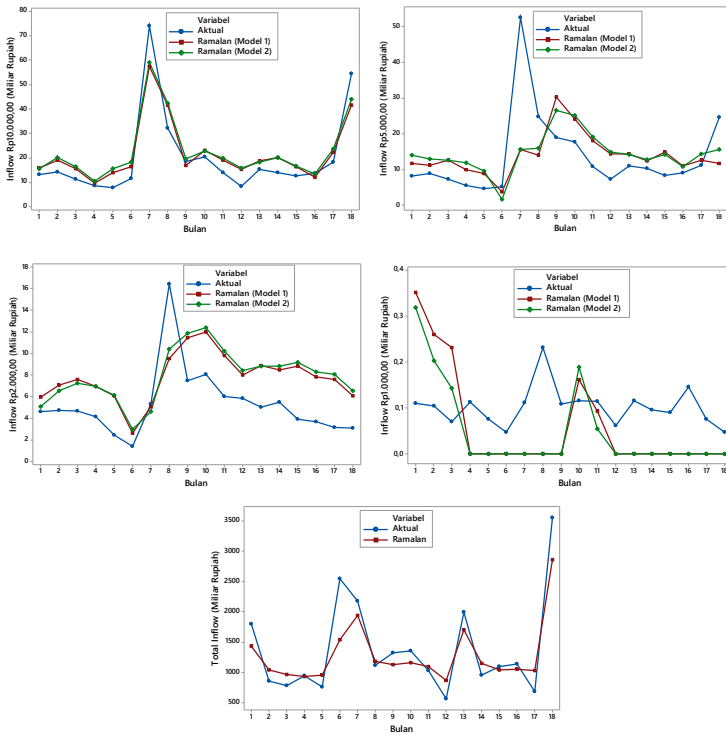 Inflow Rp10.000,00 (Miliar Rupiah)
80
70
60
50
40
30
20
10
0
Variabel
Aktual
Ramalan (Model 1)
Ramalan (Model 2)
1 2 3 4 5 6 7 8 9 10 11 12 13 14 15 16 17 18
Bulan
Inflow Rp5.000,00 (Miliar Rupiah)
50
40
30
20
10
0
Variabel
Aktual
Ramalan (Model 1)
Ramalan (Model 2)
1 2 3 4 5 6 7 8 9 10 11 12 13 14 15 16 17 18
Bulan
Inflow Rp2.000,00 (Miliar Rupiah)
18
16
14
12
10
8
6
4
2
0
Variabel
Aktual
Ramalan (Model 1)
Ramalan (Model 2)
1 2 3 4 5 6 7 8 9 10 11 12 13 14 15 16 17 18
Bulan
Inflow Rp1.000,00 (Miliar Rupiah)
0,4
0,3
0,2
0,1
0,0
Variabel
Aktual
Ramalan (Model 1)
Ramalan (Model 2)
1 2 3 4 5 6 7 8 9 10 11 12 13 14 15 16 17 18
Bulan
Total Inflow (Miliar Rupiah)
3500
3000
2500
2000
1500
1000
500
Variabel
Aktual
Ramalan
1 2 3 4 5 6 7 8 9 10 11 12 13 14 15 16 17 18
Bulan